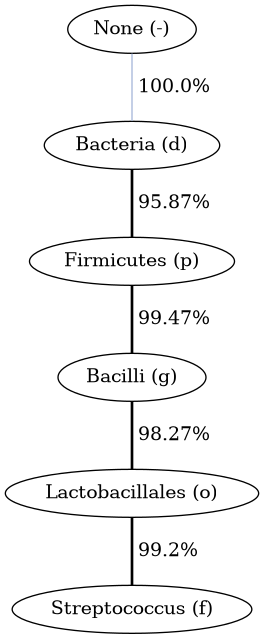 None (-)
100.0%
Bacteria (d)
95.87%
Firmicutes (p)
99.47%
Bacilli (g)
98.27%
Lactobacillales (o)
99.2%
Streptococcus (f)